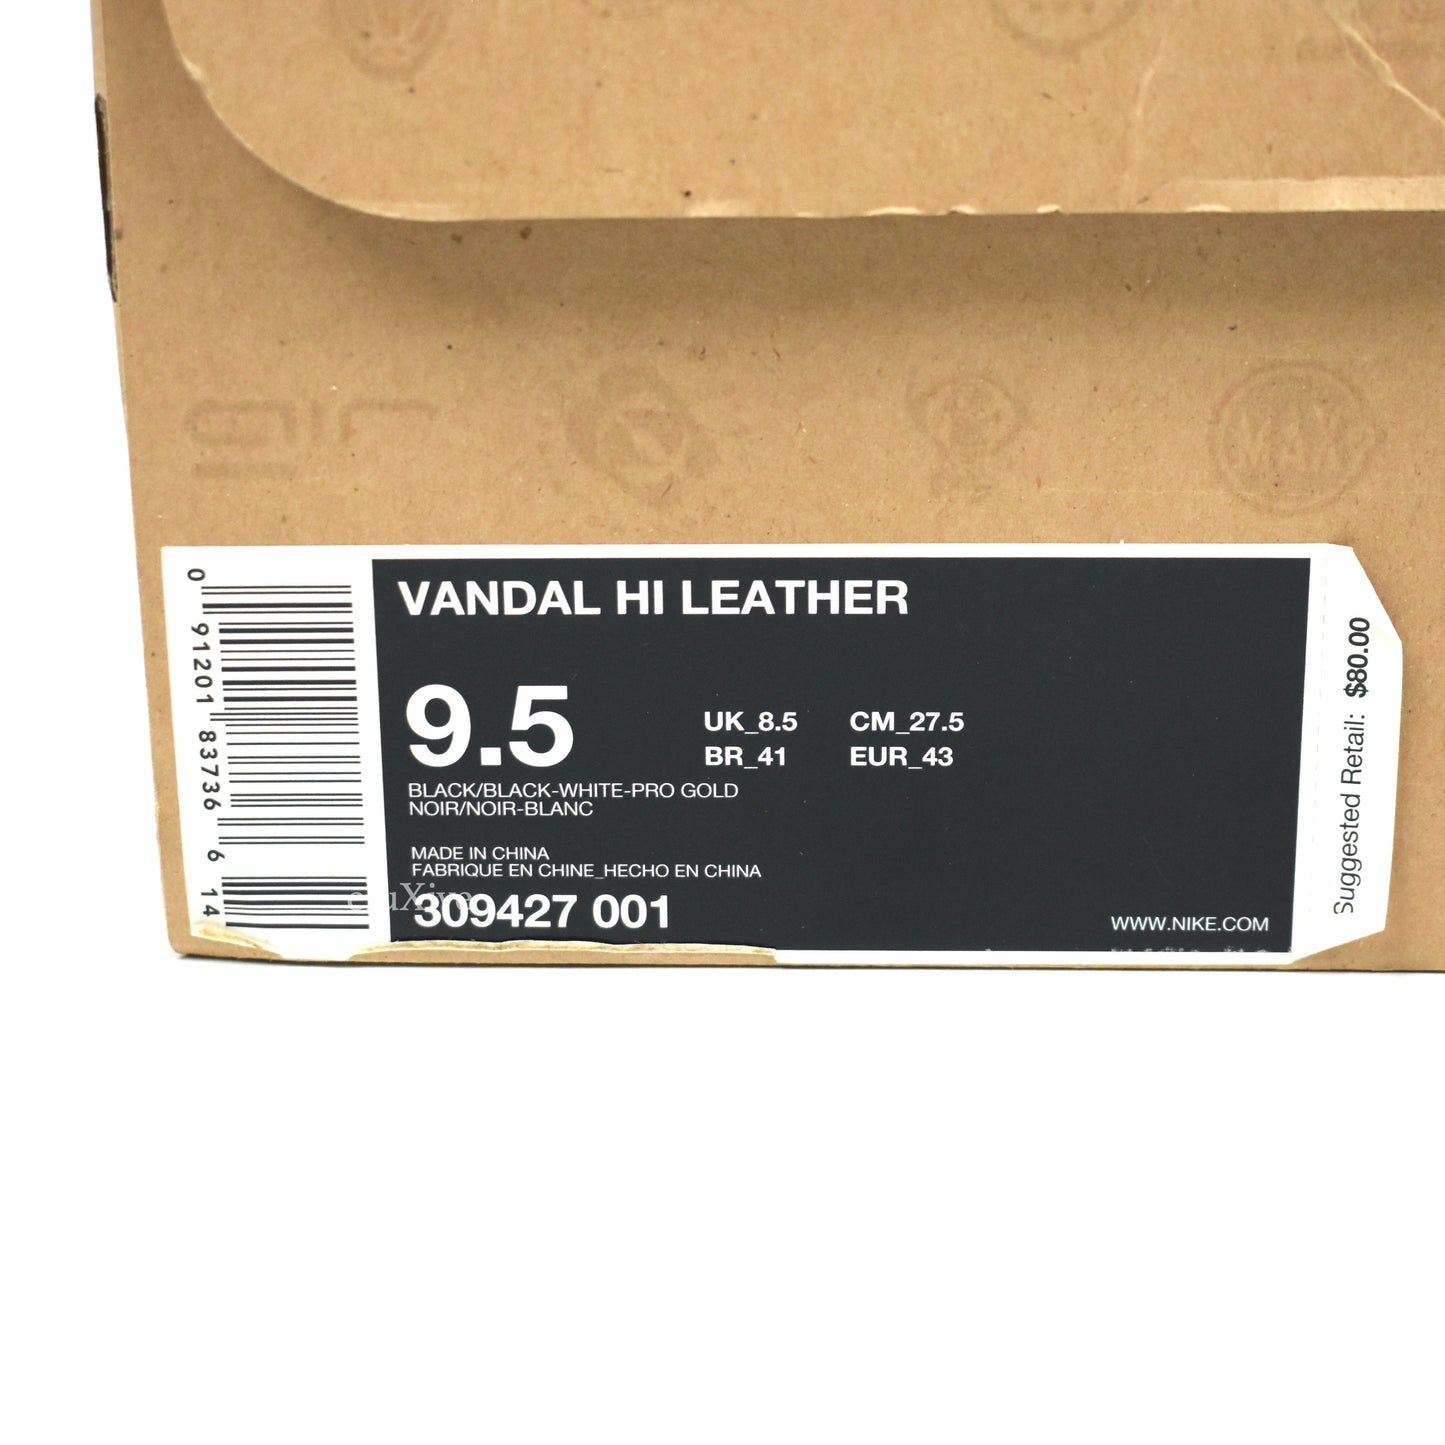 MAX
VANDAL HI LEATHER
9.5
UK_8.5 CM_27.5
BR_41 EUR_43
BLACK/BLACK-WHITE-PRO GOLD
NOIR/NOIR-BLANC
MADE IN CHINA
FABRIQUE EN CHINE_HECHO EN CHINA
309427 001
WWW.NIKE.COM
0 91201 83736 6 14
Suggested Retail: $80.00